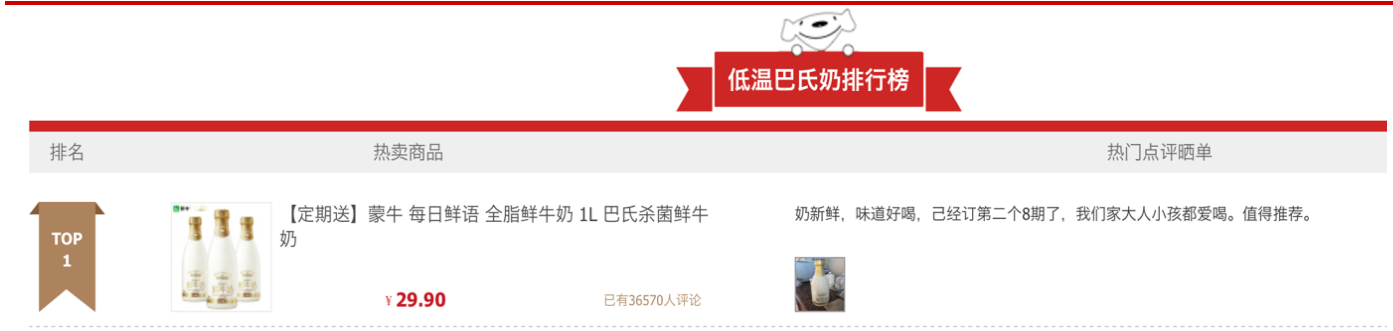 低温巴氏奶排行榜
排名 热卖商品 热门点评晒单
TOP
1
【定期送】蒙牛 每日鲜语 全脂鲜牛奶 1L 巴氏杀菌鲜牛
奶
¥ 29.90
已有36570人评论
奶新鲜，味道好喝，己经订第二个8期了，我们家大人小孩都爱喝。值得推荐。